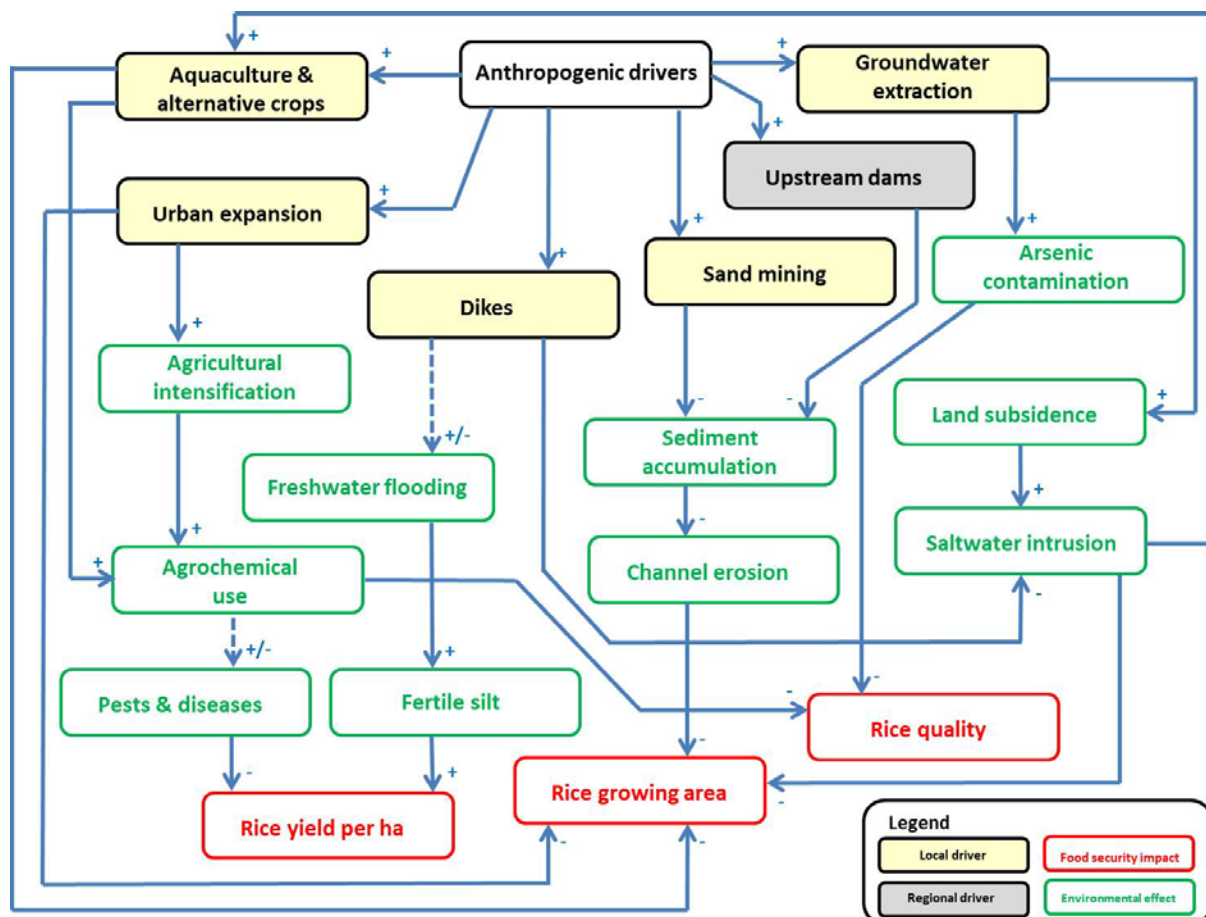 +
+
+
Aquaculture &
alternative crops
Anthropogenic drivers
Groundwater
extraction
+
Upstream dams
+
Urban expansion
+
+
+
Arsenic
contamination
Sand mining
Dikes
+
Agricultural
intensification
+/-
-
-
Land subsidence
+
Sediment
accumulation
Freshwater flooding
+
-
+
Saltwater intrusion
+
Agrochemical
use
Channel erosion
-
+/-
+
Pests & diseases
Fertile silt
-
-
Rice quality
-
+
-
Rice growing area
-
Rice yield per ha
-
-
Legend
Local driver
Food security impact
Regional driver
Environmental effect